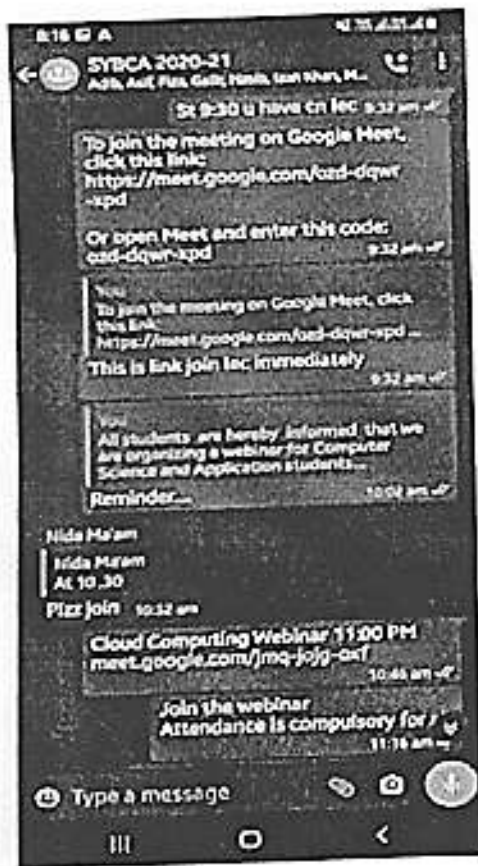 8:16
SYBCA 2020-21
Adib, Asif, Fiza, Galib, Habib, Izan Khan, M...
St 9:30 u have cn lec 9:32 am
To join the meeting on Google Meet,
click this link:
https://meet.google.com/ozd-dqwr
-xpd
Or open Meet and enter this code:
ozd-dqwr-xpd 9:32 am
You
To join the meeting on Google Meet, click
this link:
https://meet.google.com/ozd-dqwr-xpd ...
This is link join lec immediately
9:32 am
You
All students are hereby informed that we
are organizing a webinar for Computer
Science and Application students...
Reminder... 10:02 am
Nida Ma'am
Nida Ma'am
At 10.30
Plzz join 10:32 am
Cloud Computing Webinar 11:00 PM
meet.google.com/jmq-jojg-oxf
10:46 am
Join the webinar
Attendance is compulsory for
11:16 am
Type a message